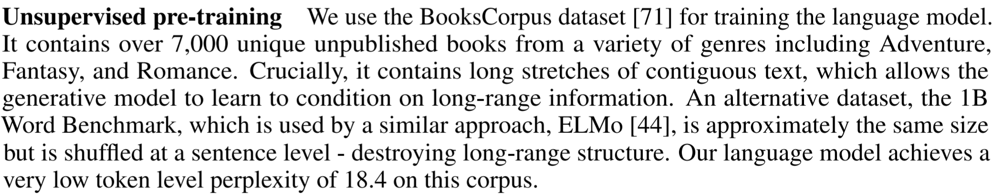 Unsupervised pre-training We use the BooksCorpus dataset [71] for training the language model.
It contains over 7,000 unique unpublished books from a variety of genres including Adventure,
Fantasy, and Romance. Crucially, it contains long stretches of contiguous text, which allows the
generative model to learn to condition on long-range information. An alternative dataset, the 1B
Word Benchmark, which is used by a similar approach, ELMo [44], is approximately the same size
but is shuffled at a sentence level - destroying long-range structure. Our language model achieves a
very low token level perplexity of 18.4 on this corpus.